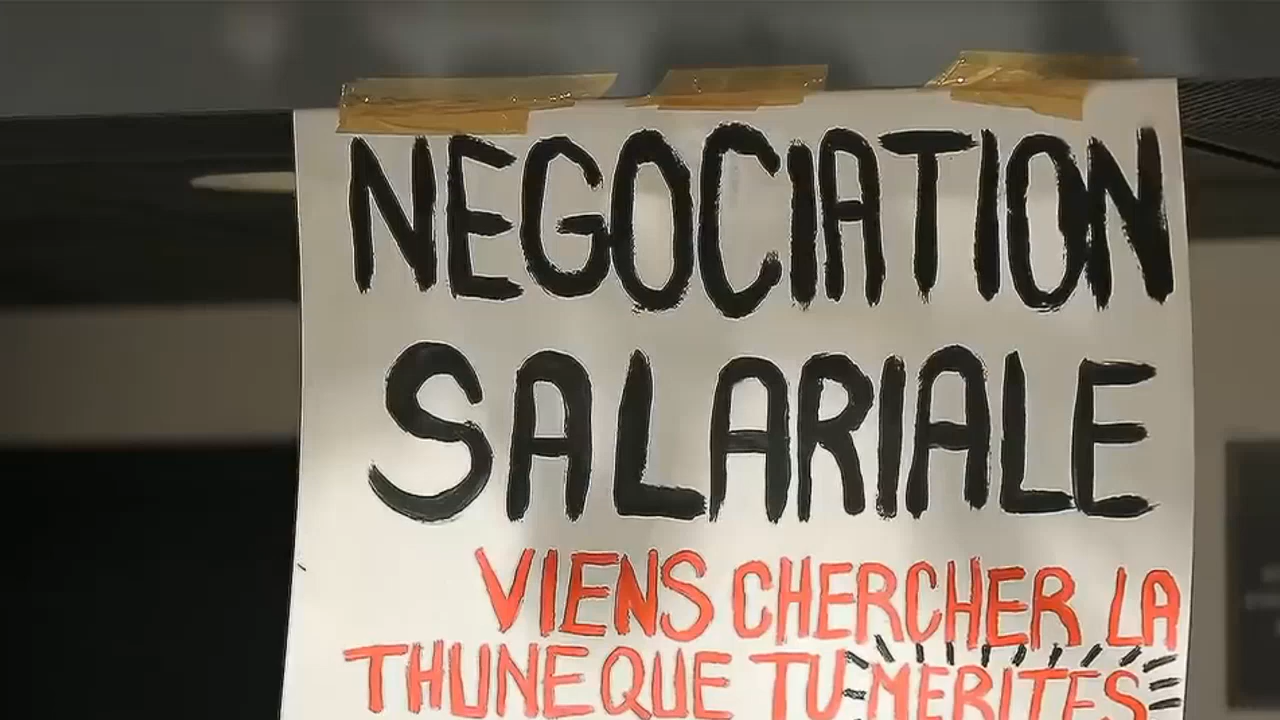 NEGOCIATION
SALARIALE
VIENS CHERCHER LA
THUNE QUE TU MERITES